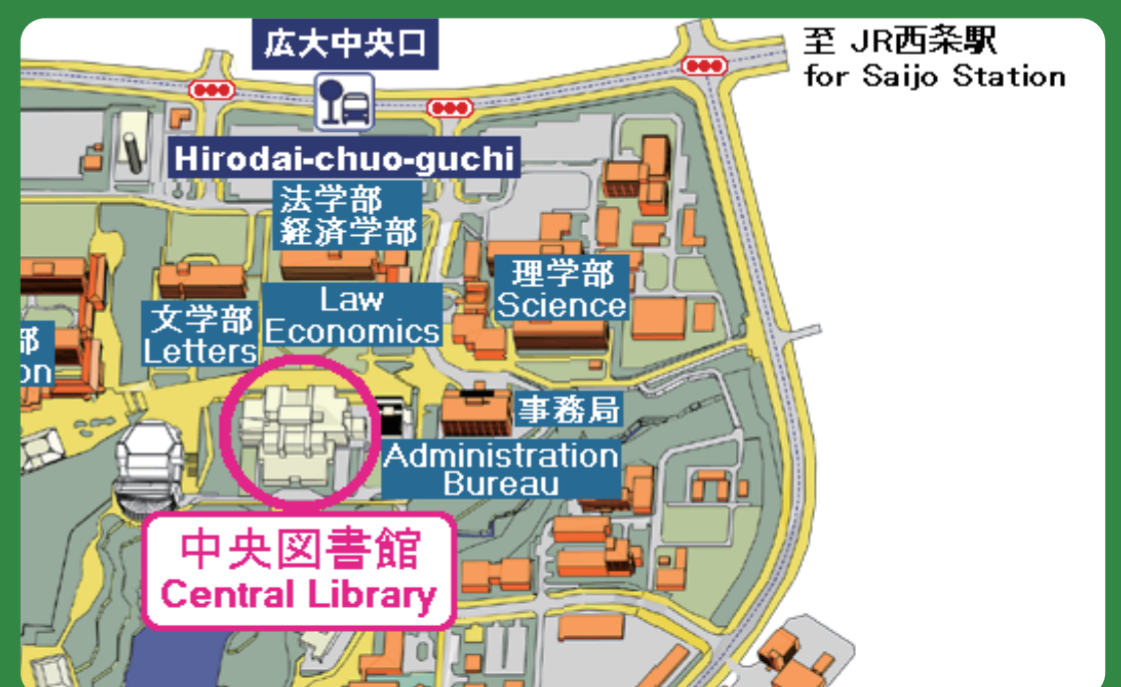 広大中央口
至 JR西条駅
for Saijo Station
Hirodai-chuo-guchi
法学部
経済学部
Law
Economics
理学部
Science
文学部
Letters
部
on
事務局
Administration
Bureau
中央図書館
Central Library